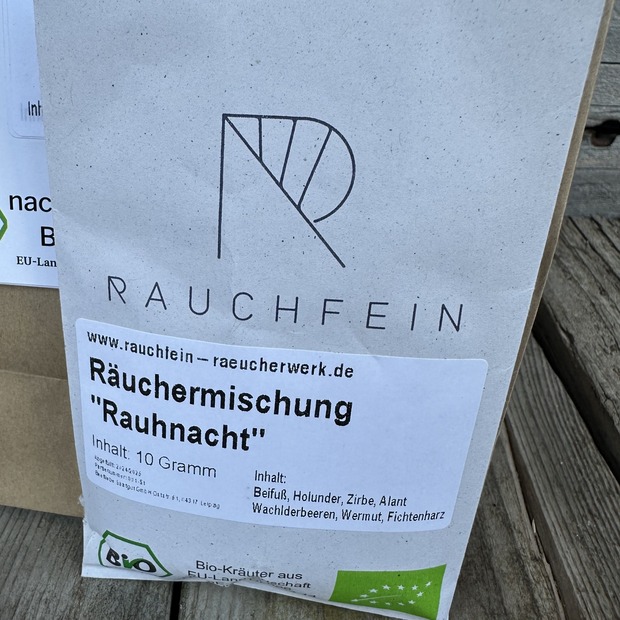 Inh
nac
B
EU-Lan
RAUCHFEIN
www.rauchfein-raeucherwerk.de
Räuchermischung
"Rauhnacht"
Inhalt: 10 Gramm
Inhalt:
Beifuß, Holunder, Zirbe, Alant
Wachlderbeeren, Wermut, Fichtenharz
BiO
Bio-Kräuter aus